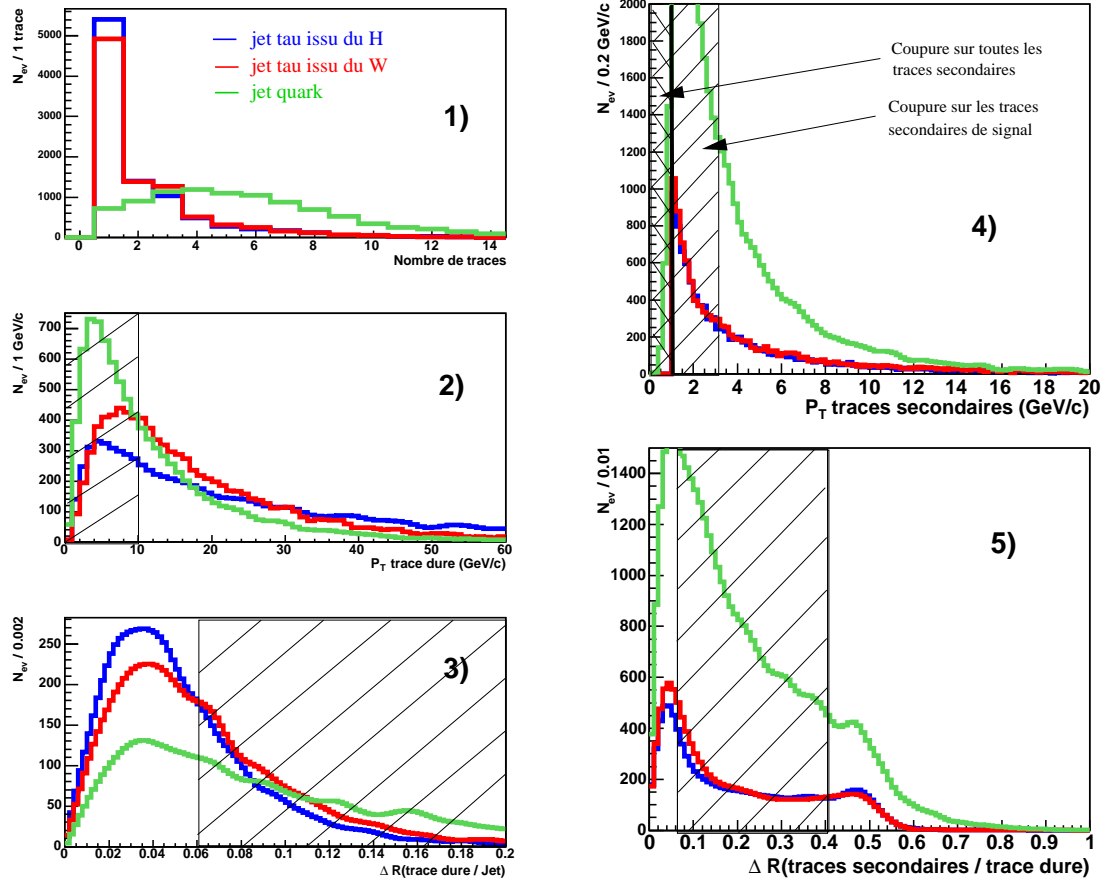 N_ev / 1 trace
5000
4000
3000
2000
1000
0
jet tau issu du H
jet tau issu du W
jet quark
1)
0 2 4 6 8 10 12 14
Nombre de traces
N_ev / 1 GeV/c
700
600
500
400
300
200
100
0
2)
0 10 20 30 40 50 60
P_T trace dure (GeV/c)
N_ev / 0.002
250
200
150
100
50
0
3)
0 0.02 0.04 0.06 0.08 0.1 0.12 0.14 0.16 0.18 0.2
Δ R(trace dure / Jet)
N_ev / 0.2 GeV/c
2000
1800
1600
1400
1200
1000
800
600
400
200
0
Coupure sur toutes les
traces secondaires
Coupure sur les traces
secondaires de signal
4)
0 2 4 6 8 10 12 14 16 18 20
P_T traces secondaires (GeV/c)
N_ev / 0.01
1400
1200
1000
800
600
400
200
0
5)
0 0.1 0.2 0.3 0.4 0.5 0.6 0.7 0.8 0.9 1
Δ R(traces secondaires / trace dure)